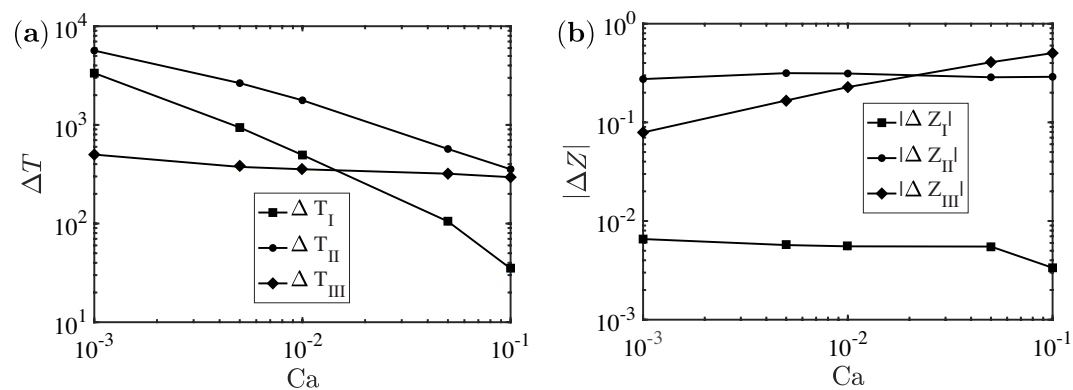 (a)
10^4
10^3
10^2
10^1
ΔT
Δ T_I
Δ T_II
Δ T_III
10^-3
10^-2
10^-1
Ca
(b)
10^0
10^-1
10^-2
10^-3
|ΔZ|
|Δ Z_I|
|Δ Z_II|
|Δ Z_III|
10^-3
10^-2
10^-1
Ca